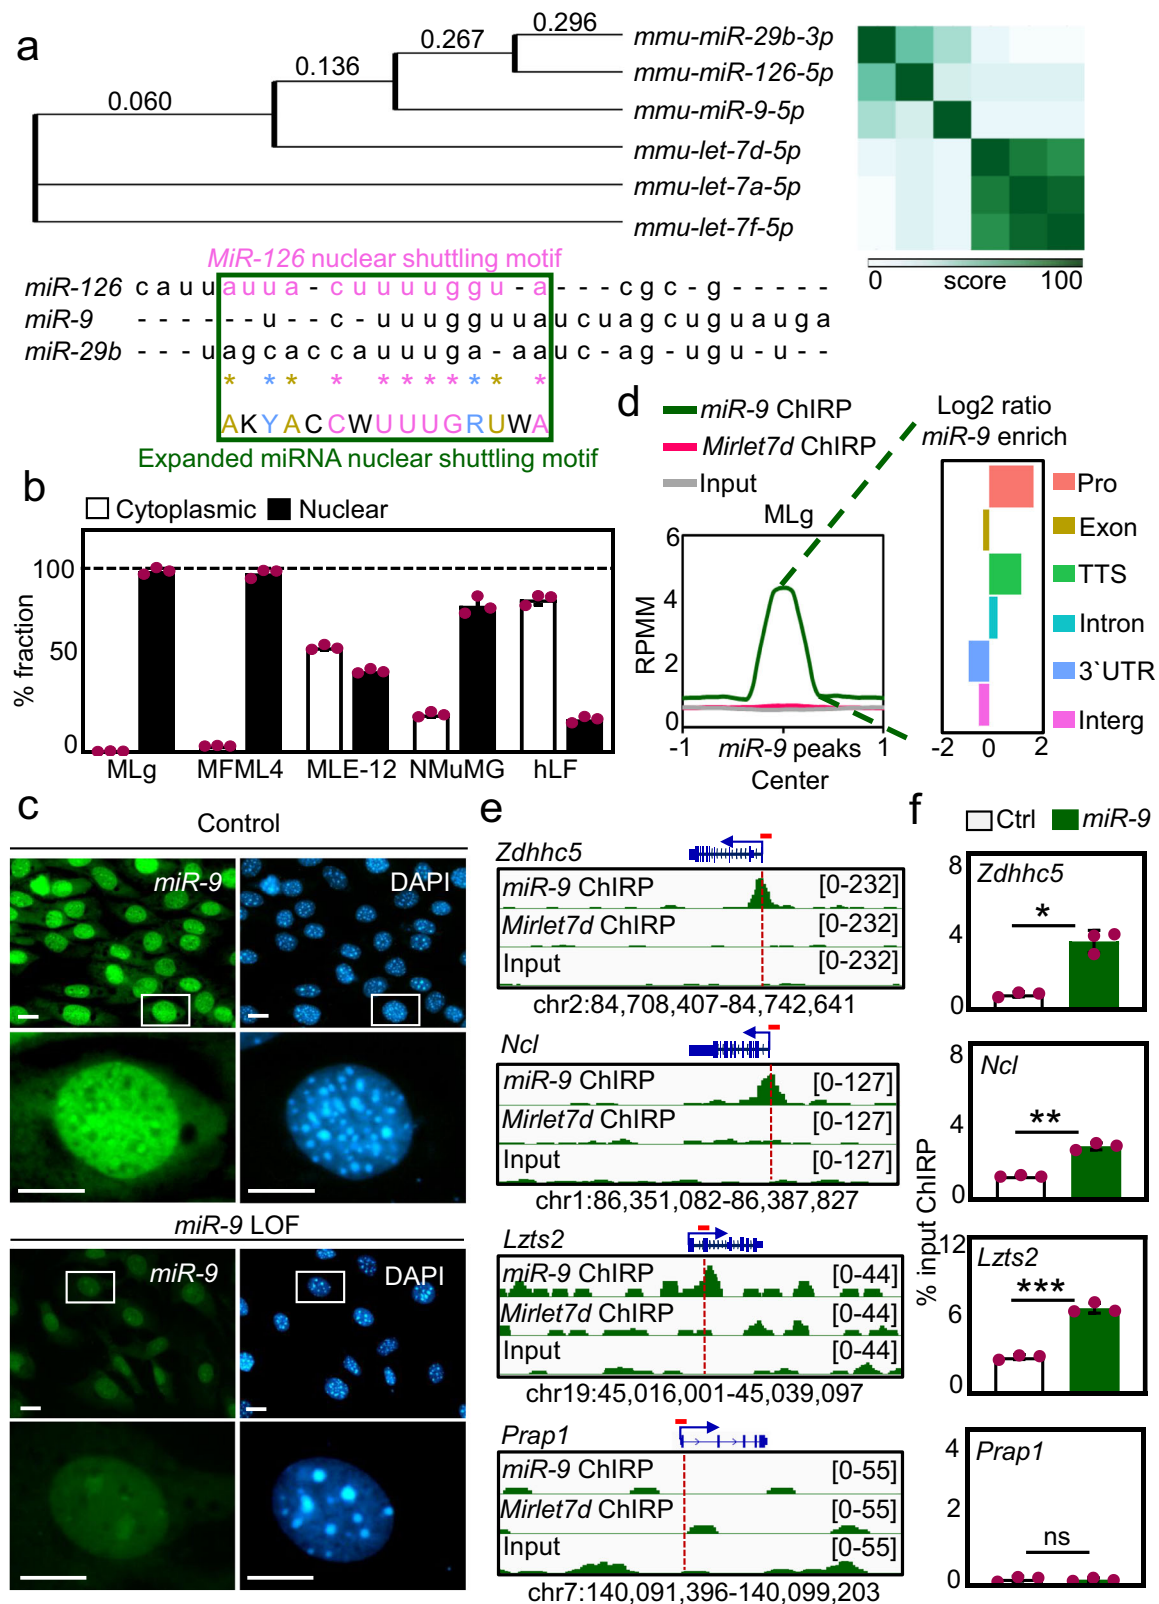 a
0.060
0.136
0.267
0.296
mmu-miR-29b-3p
mmu-miR-126-5p
mmu-miR-9-5p
mmu-let-7d-5p
mmu-let-7a-5p
mmu-let-7f-5p
0 score 100
MiR-126 nuclear shuttling motif
miR-126 c a u u a u u a - c u u u u g g u - a - - - c g c - g - - - - -
miR-9 - - - - - - u - - c - u u u g g u u a u c u a g c u g u a u g a
miR-29b - - - u a g c a c c a u u u g a - a a u c - a g - u g - u - -
* * * * * * * * * * *
A K Y A C C W U U U G R U W A
Expanded miRNA nuclear shuttling motif
b
Cytoplasmic Nuclear
% fraction
100
50
0
MLg MFML4 MLE-12 NMuMG hLF
c
Control
miR-9 DAPI
miR-9 LOF
miR-9 DAPI
d
miR-9 ChIRP
Mirlet7d ChIRP
Input
MLg
RPMM
6
4
2
0
-1 miR-9 peaks 1
Center
Log2 ratio
miR-9 enrich
Pro
Exon
TTS
Intron
3`UTR
Interg
-2 0 2
e
Zdhhc5
miR-9 ChIRP [0-232]
Mirlet7d ChIRP [0-232]
Input [0-232]
chr2:84,708,407-84,742,641
Ncl
miR-9 ChIRP [0-127]
Mirlet7d ChIRP [0-127]
Input [0-127]
chr1:86,351,082-86,387,827
Lzts2
miR-9 ChIRP [0-44]
Mirlet7d ChIRP [0-44]
Input [0-44]
chr19:45,016,001-45,039,097
Prap1
miR-9 ChIRP [0-55]
Mirlet7d ChIRP [0-55]
Input [0-55]
chr7:140,091,396-140,099,203
f
Ctrl miR-9
% input ChIRP
Zdhhc5
8
4
0
*
Ncl
8
4
0
**
Lzts2
12
6
0
***
Prap1
4
2
0
ns